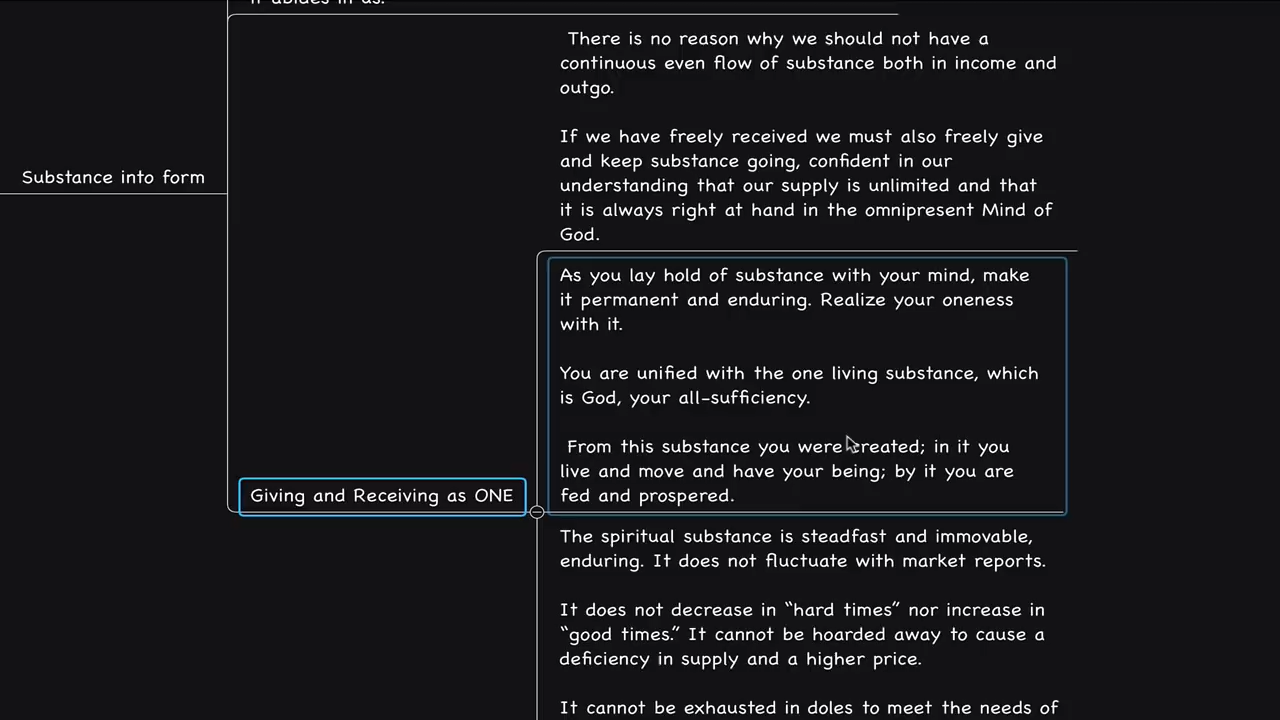 it abides in us.
There is no reason why we should not have a
continuous even flow of substance both in income and
outgo.
If we have freely received we must also freely give
and keep substance going, confident in our
understanding that our supply is unlimited and that
it is always right at hand in the omnipresent Mind of
God.
Substance into form
As you lay hold of substance with your mind, make
it permanent and enduring. Realize your oneness
with it.
You are unified with the one living substance, which
is God, your all-sufficiency.
From this substance you were created; in it you
live and move and have your being; by it you are
fed and prospered.
Giving and Receiving as ONE
The spiritual substance is steadfast and immovable,
enduring. It does not fluctuate with market reports.
It does not decrease in “hard times” nor increase in
“good times.” It cannot be hoarded away to cause a
deficiency in supply and a higher price.
It cannot be exhausted in doles to meet the needs of